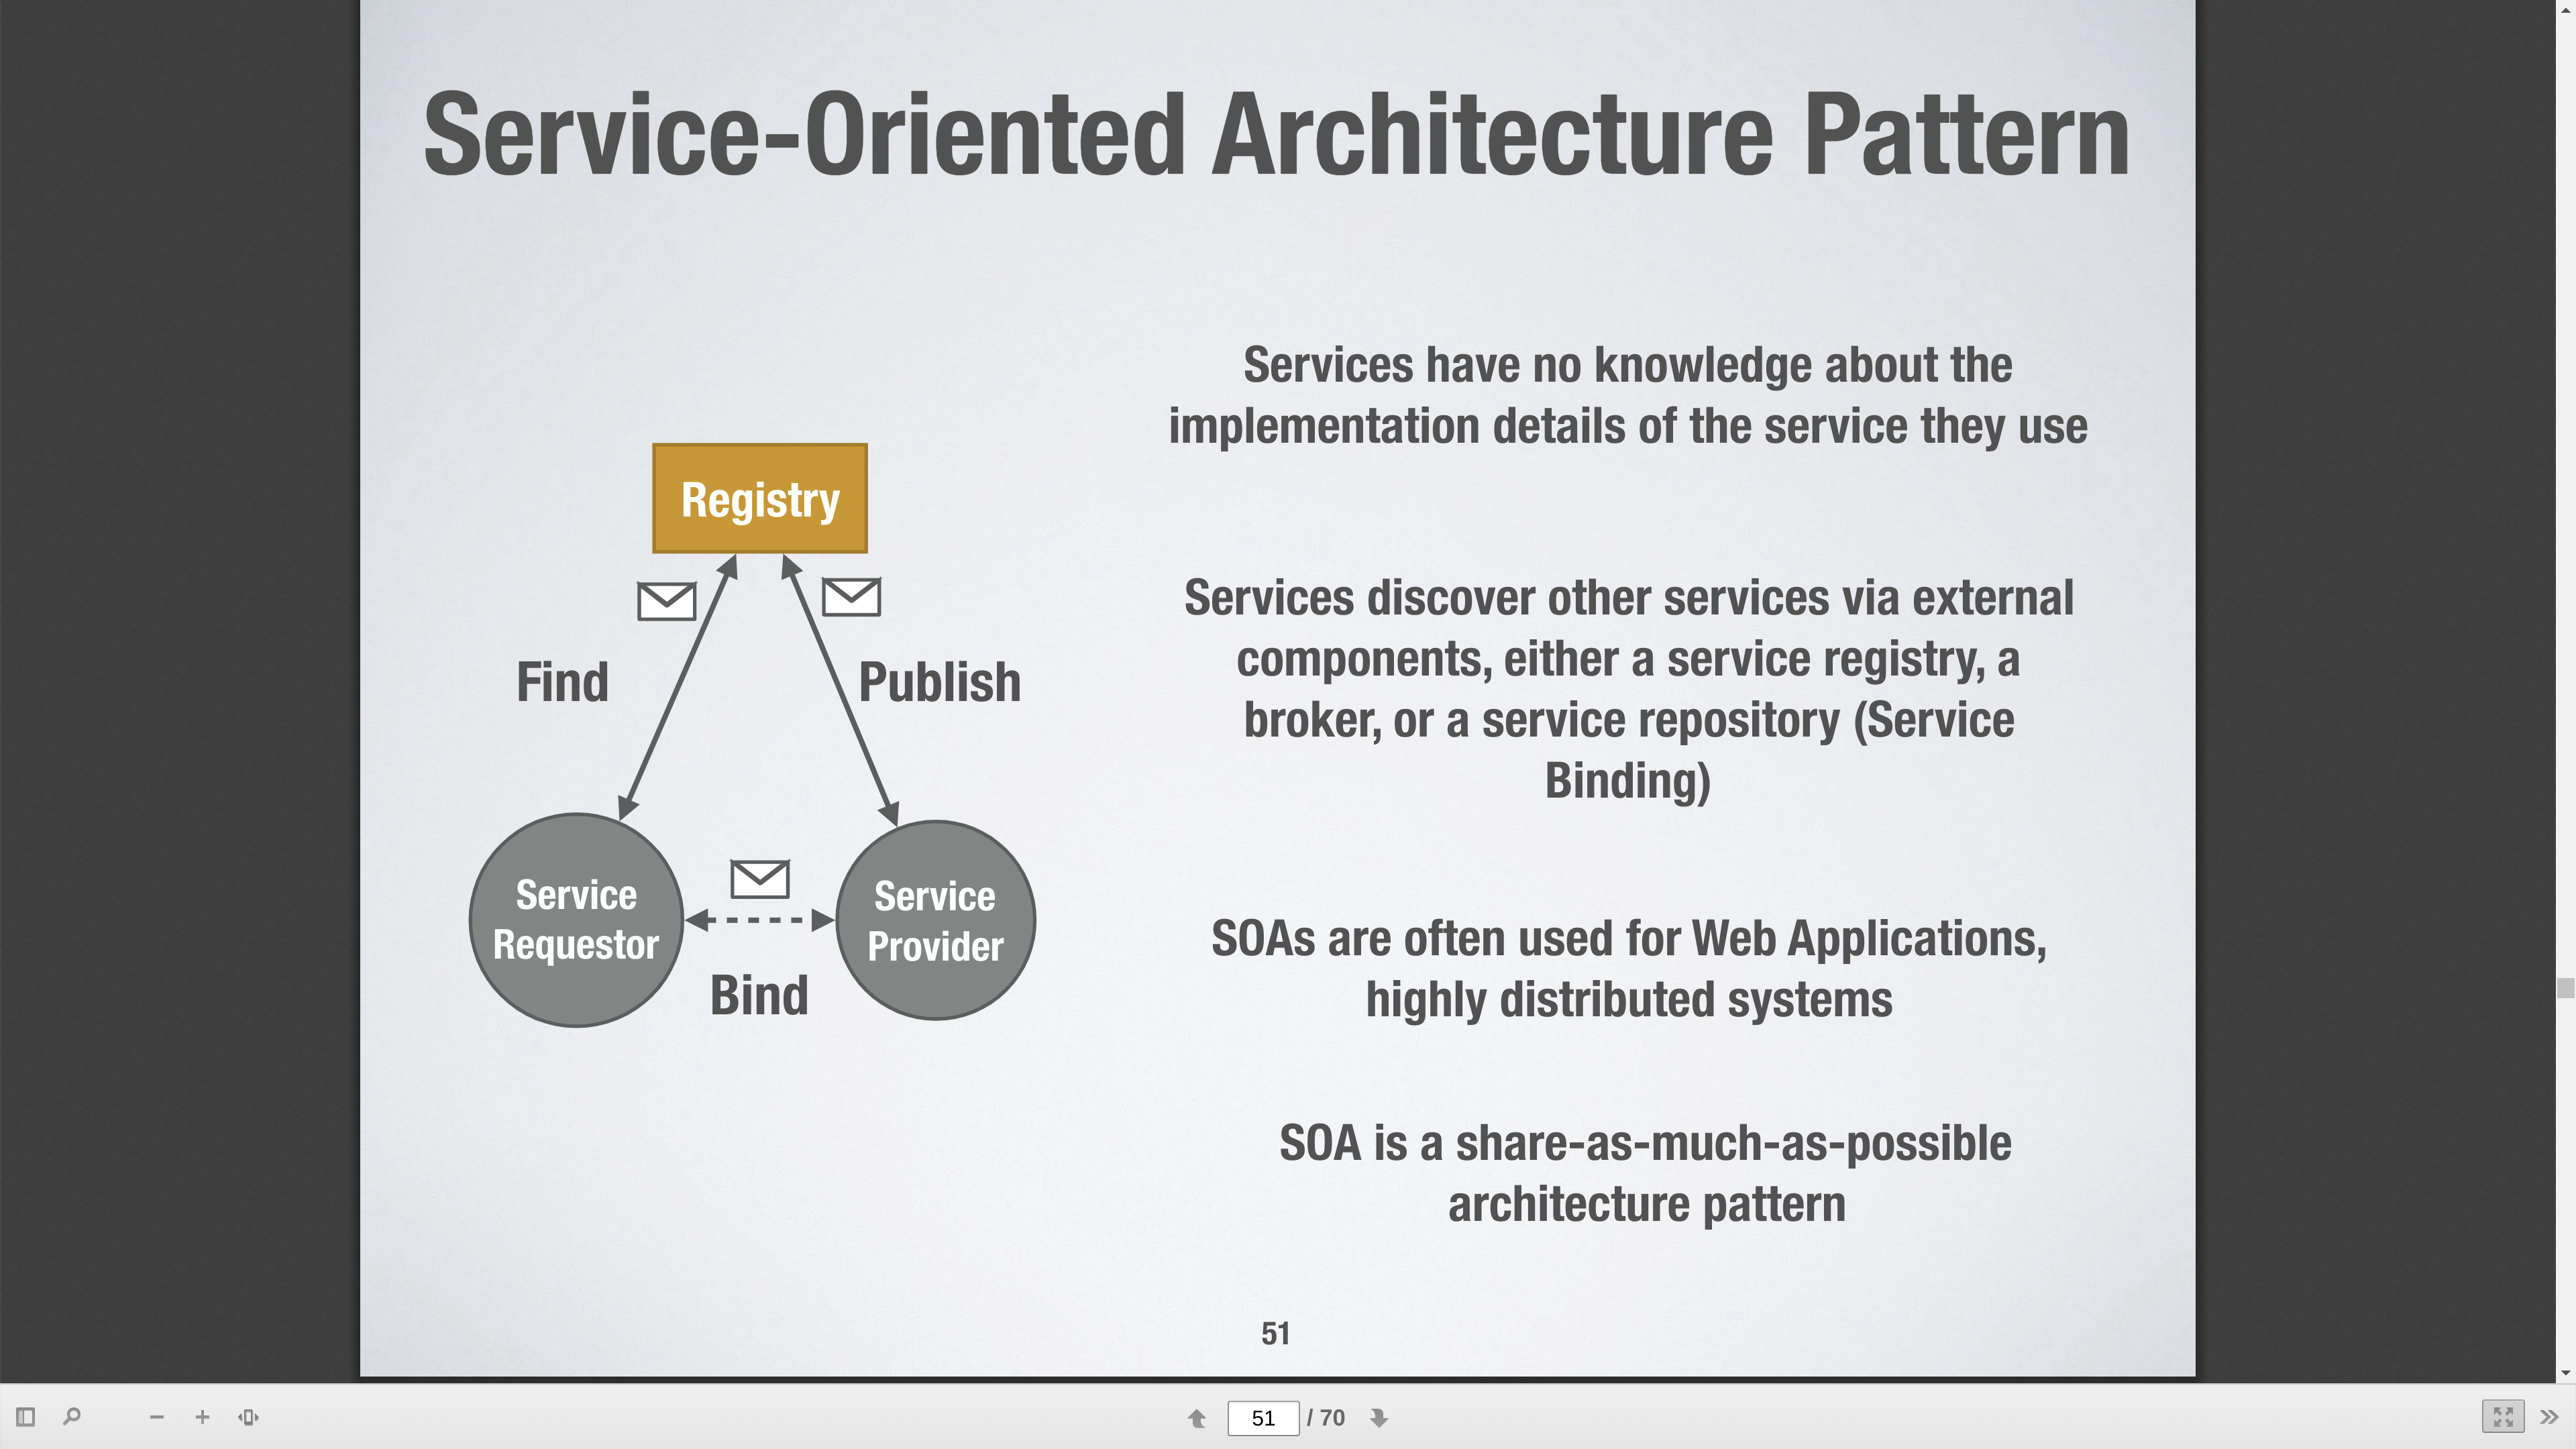 Service-Oriented Architecture Pattern
Services have no knowledge about the
implementation details of the service they use
Registry
Services discover other services via external
components, either a service registry, a
broker, or a service repository (Service
Binding)
Find
Publish
Service
Requestor
Service
Provider
Bind
SOAs are often used for Web Applications,
highly distributed systems
SOA is a share-as-much-as-possible
architecture pattern
51
51 / 70